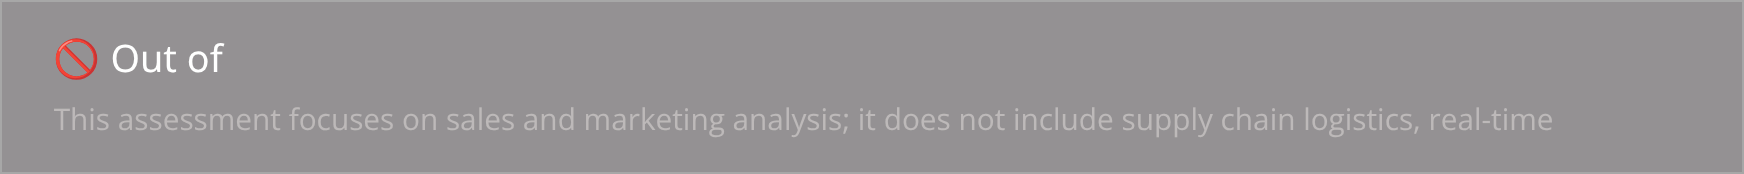 🚫 Out of
This assessment focuses on sales and marketing analysis; it does not include supply chain logistics, real-time